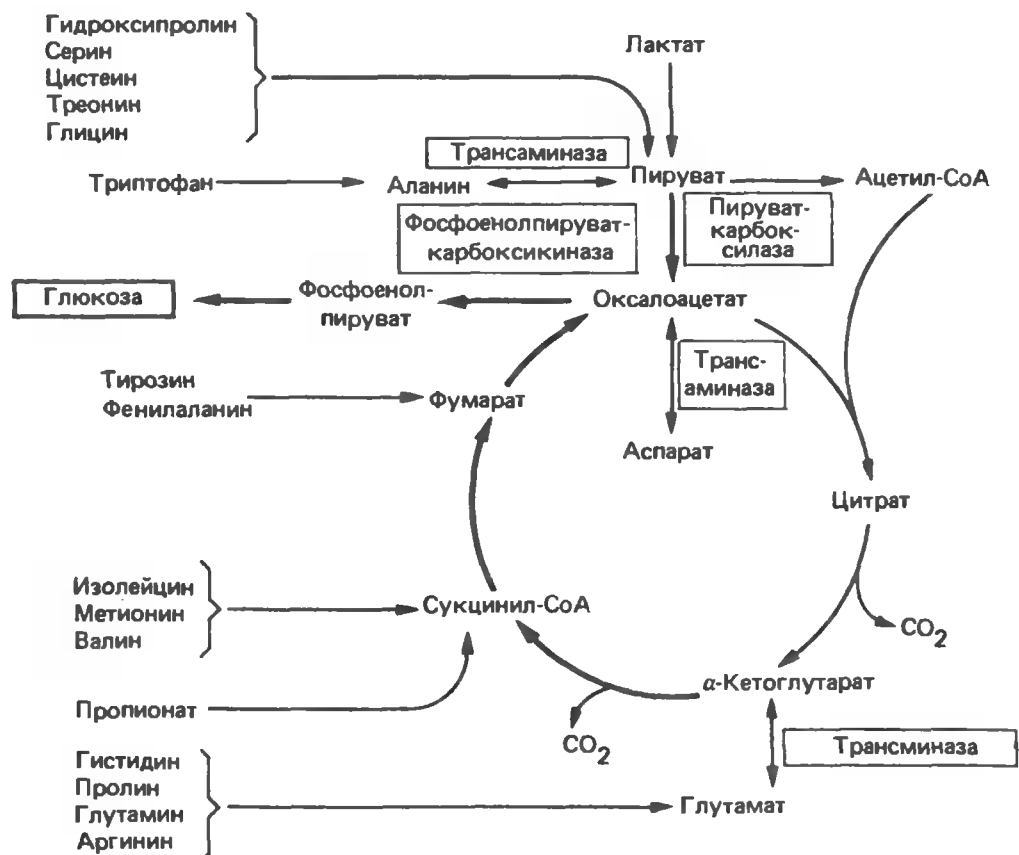 Гидроксипролин
Серин
Цистеин
Треонин
Глицин
Лактат
Трансаминаза
Триптофан
Аланин
Пируват
Ацетил-СоА
Фосфоенолпируват-
карбоксикиназа
Пируват-
карбок-
силаза
Глюкоза
Фосфоенол-
пируват
Оксалоацетат
Транс-
аминаза
Тирозин
Фенилаланин
Фумарат
Аспарат
Цитрат
Изолейцин
Метионин
Валин
Сукцинил-СоА
CO2
α-Кетоглутарат
Пропионат
CO2
Трансминаза
Гистидин
Пролин
Глутамин
Аргинин
Глутамат